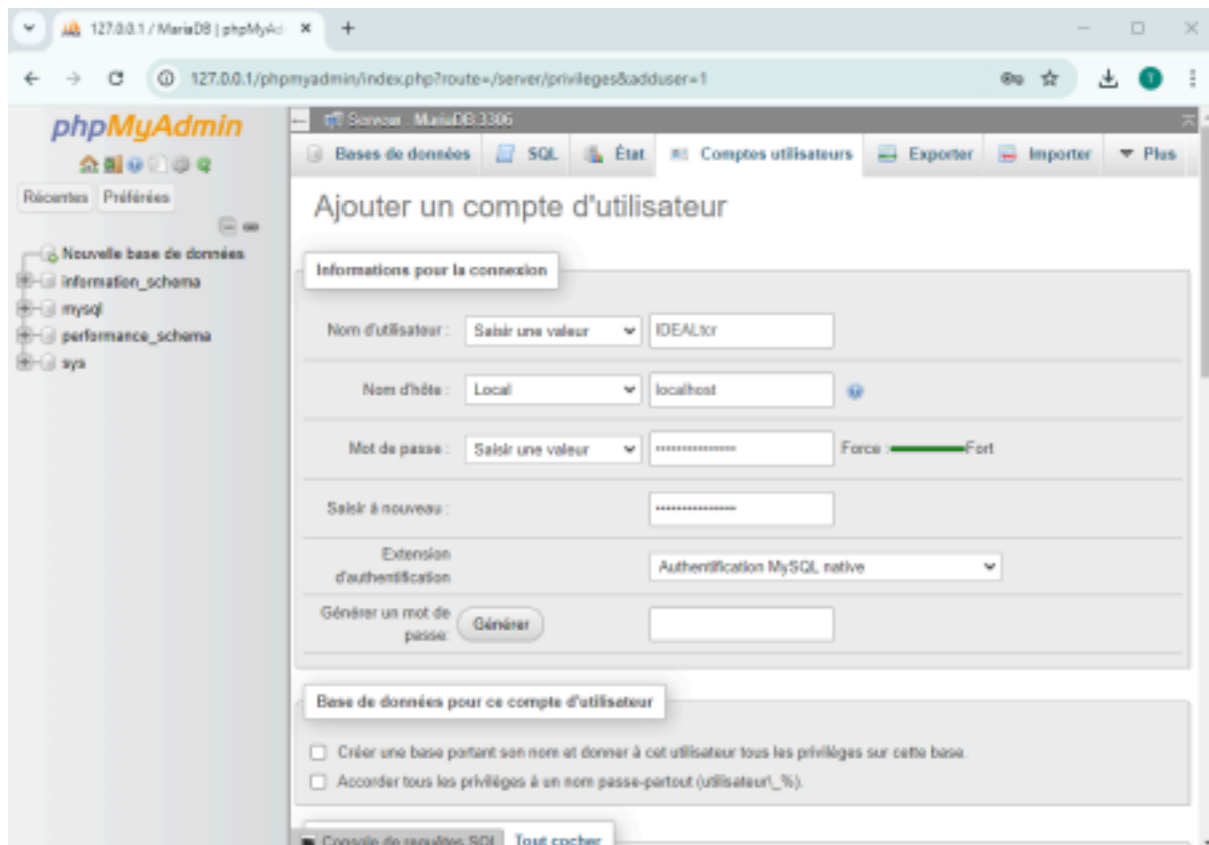 127.0.0.1 / MariaDB | phpMyAd
127.0.0.1/phpmyadmin/index.php?route=/server/privileges&adduser=1
T
phpMyAdmin
Récentes Préférées
Nouvelle base de données
information_schema
mysql
performance_schema
sys
Serveur : MariaDB:3306
Bases de données SQL État Comptes utilisateurs Exporter Importer Plus
Ajouter un compte d'utilisateur
Informations pour la connexion
Nom d'utilisateur : Saisir une valeur IDEALtcr
Nom d'hôte : Local localhost
Mot de passe : Saisir une valeur Force : Fort
Saisir à nouveau :
Extension
d'authentification
Authentification MySQL native
Générer un mot de
passe: Générer
Base de données pour ce compte d'utilisateur
Créer une base portant son nom et donner à cet utilisateur tous les privilèges sur cette base.
Accorder tous les privilèges à un nom passe-partout (utilisateur\_%).
Console de requêtes SQL Tout cocher